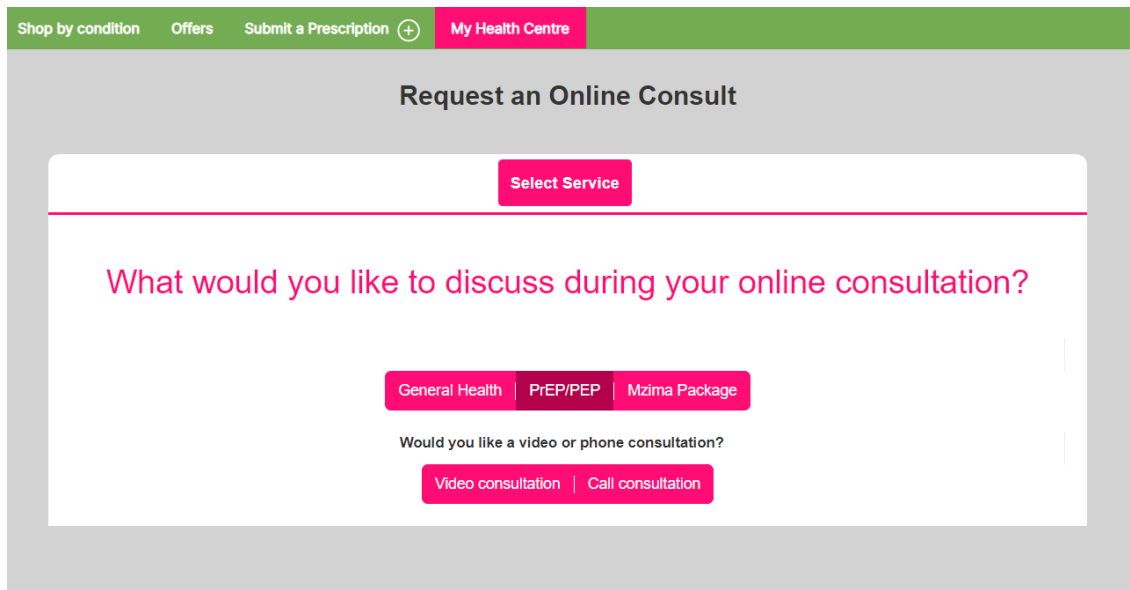 Shop by condition Offers Submit a Prescription My Health Centre
Request an Online Consult
Select Service
What would you like to discuss during your online consultation?
General Health PrEP/PEP Mzima Package
Would you like a video or phone consultation?
Video consultation Call consultation